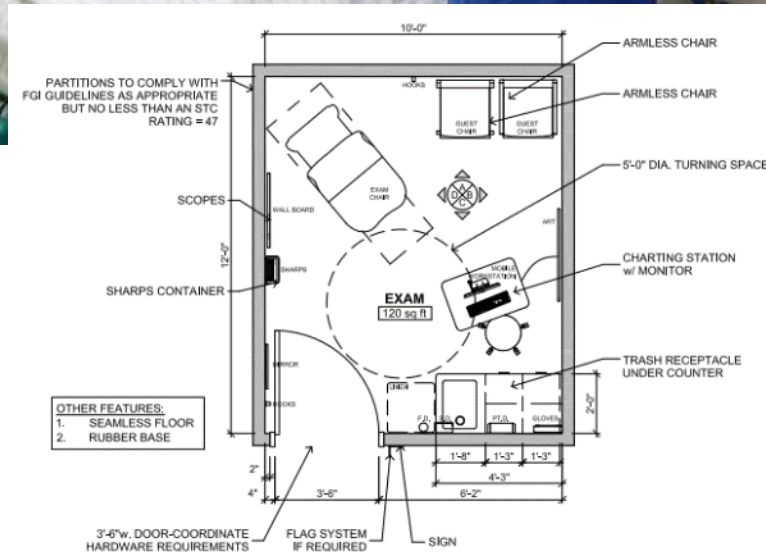 10'-0"
ARMLESS CHAIR
PARTITIONS TO COMPLY WITH
FGI GUIDELINES AS APPROPRIATE
BUT NO LESS THAN AN STC
RATING = 47
HOOKS
ARMLESS CHAIR
GUEST
CHAIR
GUEST
CHAIR
5'-0" DIA. TURNING SPACE
EXAM
CHAIR
A
D B
C
SCOPES
WALL BOARD
ART
12'-0"
CHARTING STATION
w/ MONITOR
MOBILE
WORKSTATION
SHARPS
SHARPS CONTAINER
EXAM
120 sq ft
TRASH RECEPTACLE
UNDER COUNTER
MIRROR
LINEN
2'-0"
HOOKS
OTHER FEATURES:
1. SEAMLESS FLOOR
2. RUBBER BASE
P.D.
PT.D.
GLOVES
1'-8"
1'-3"
1'-3"
2"
4'-3"
4"
3'-6"
6'-2"
3'-6"w. DOOR-COORDINATE
HARDWARE REQUIREMENTS
FLAG SYSTEM
IF REQUIRED
SIGN